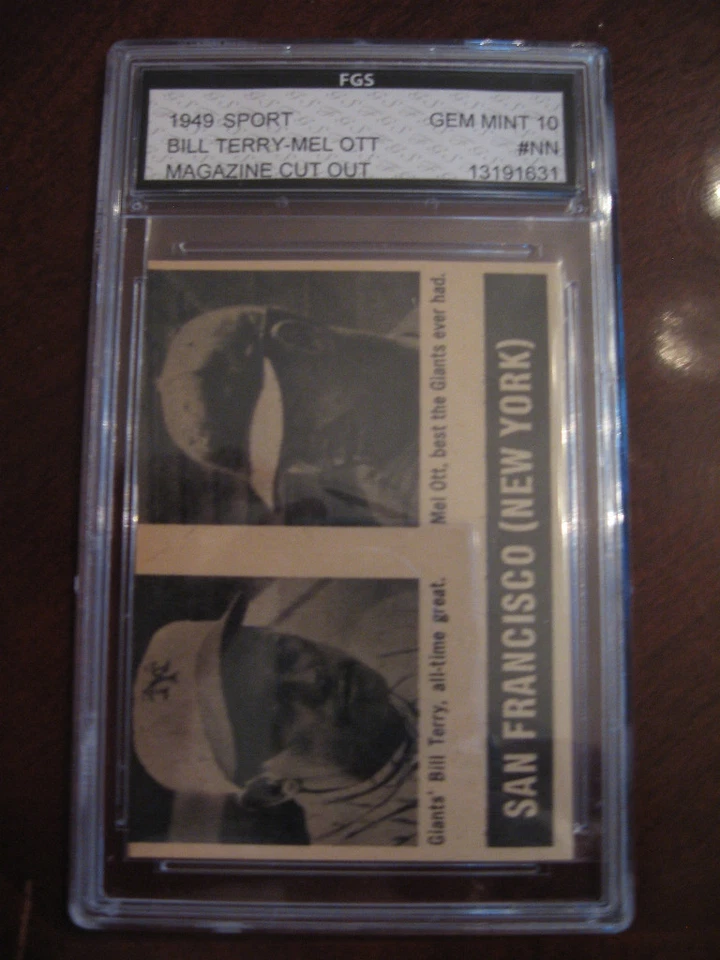 FGS
1949 SPORT GEM MINT 10
BILL TERRY-MEL OTT #NN
MAGAZINE CUT OUT 13191631
Giants' Bill Terry, all-time great.
Mel Ott, best the Giants ever had.
SAN FRANCISCO (NEW YORK)
NY